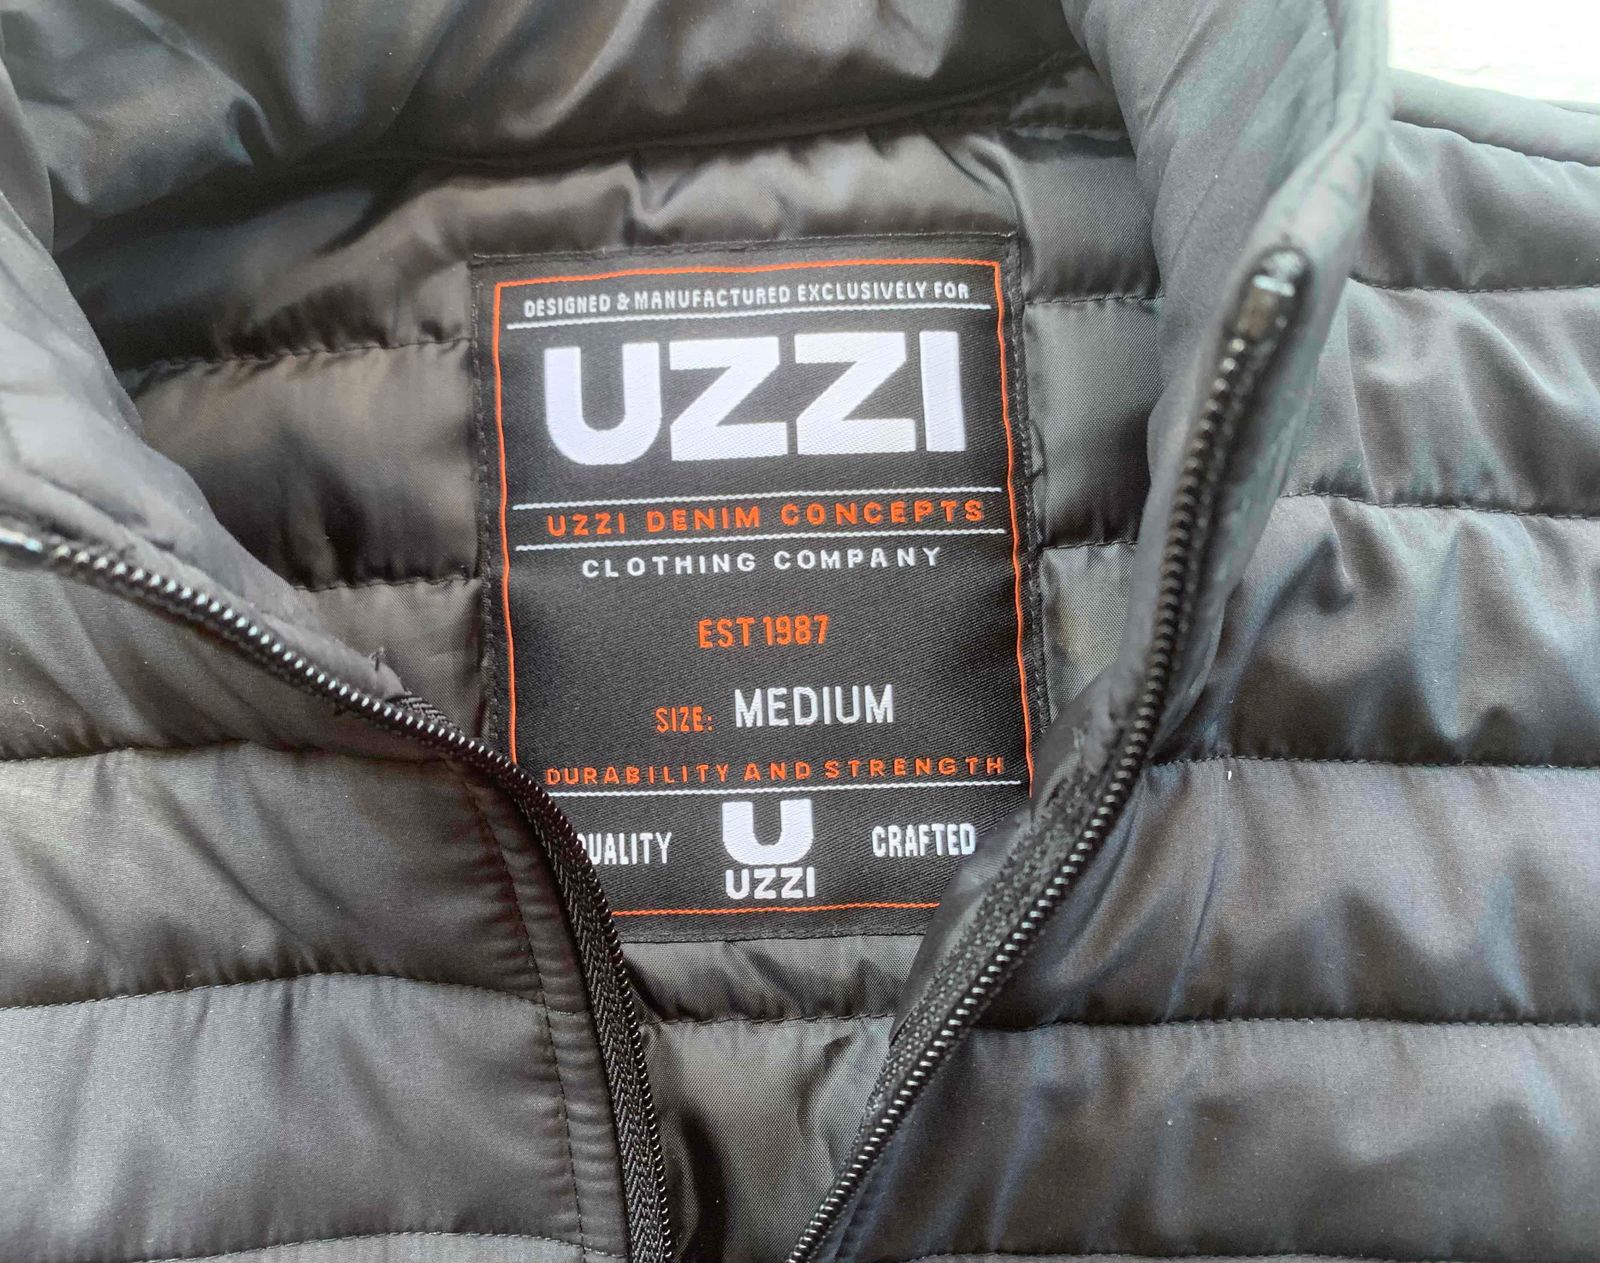 DESIGNED & MANUFACTURED EXCLUSIVELY FOR
UZZI
UZZI DENIM CONCEPTS
CLOTHING COMPANY
EST 1987
SIZE: MEDIUM
DURABILITY AND STRENGTH
QUALITY U CRAFTED
UZZI